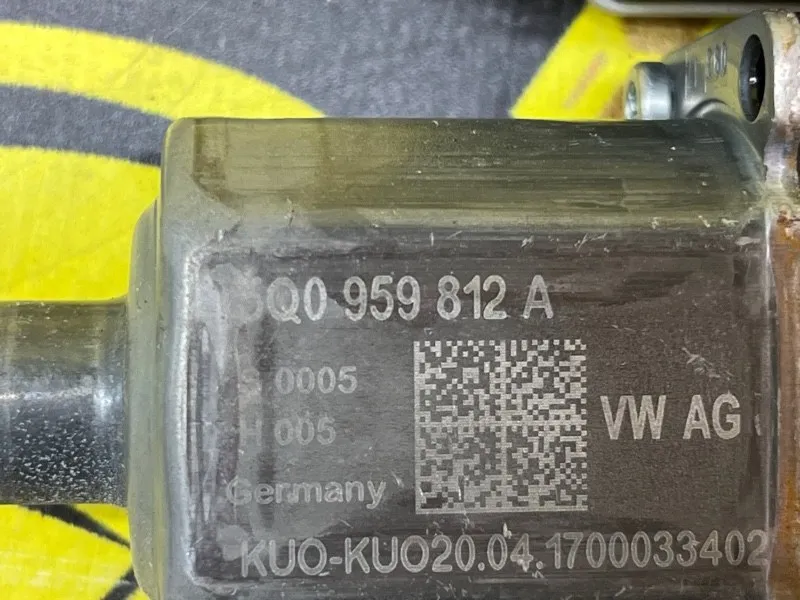 5Q0 959 812 A
S 0005
H 005
VW AG
Germany
KUO-KUO20.04.1700033402